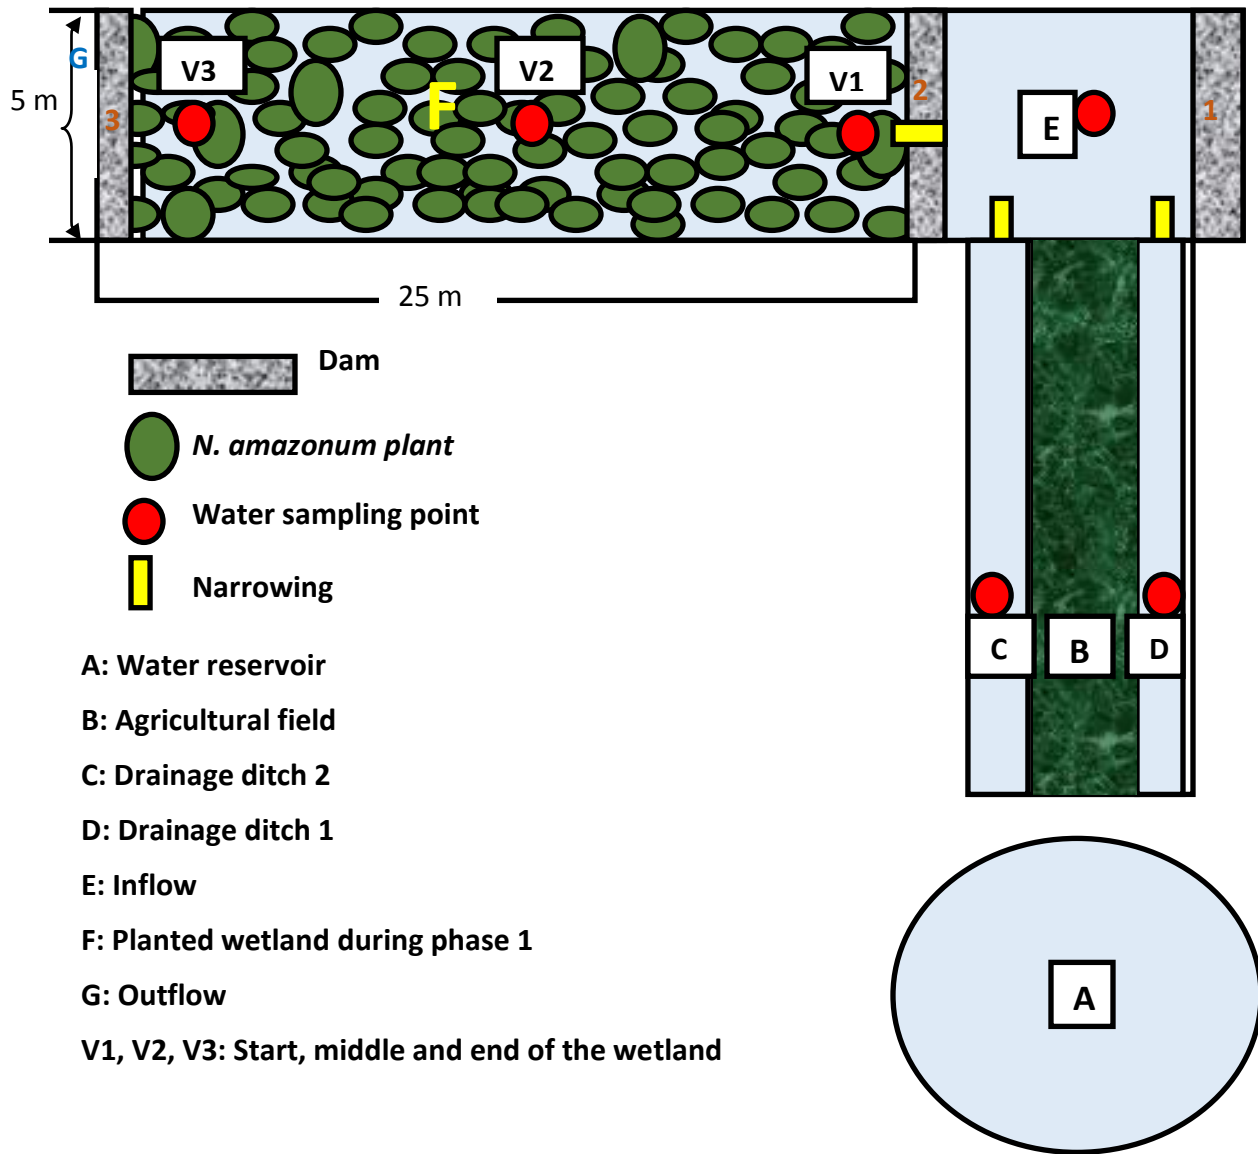 G
V3
V2
V1
F
2
1
E
5 m
3
25 m
Dam
N. amazonum plant
Water sampling point
Narrowing
C
B
D
A: Water reservoir
B: Agricultural field
C: Drainage ditch 2
D: Drainage ditch 1
E: Inflow
F: Planted wetland during phase 1
G: Outflow
V1, V2, V3: Start, middle and end of the wetland
A